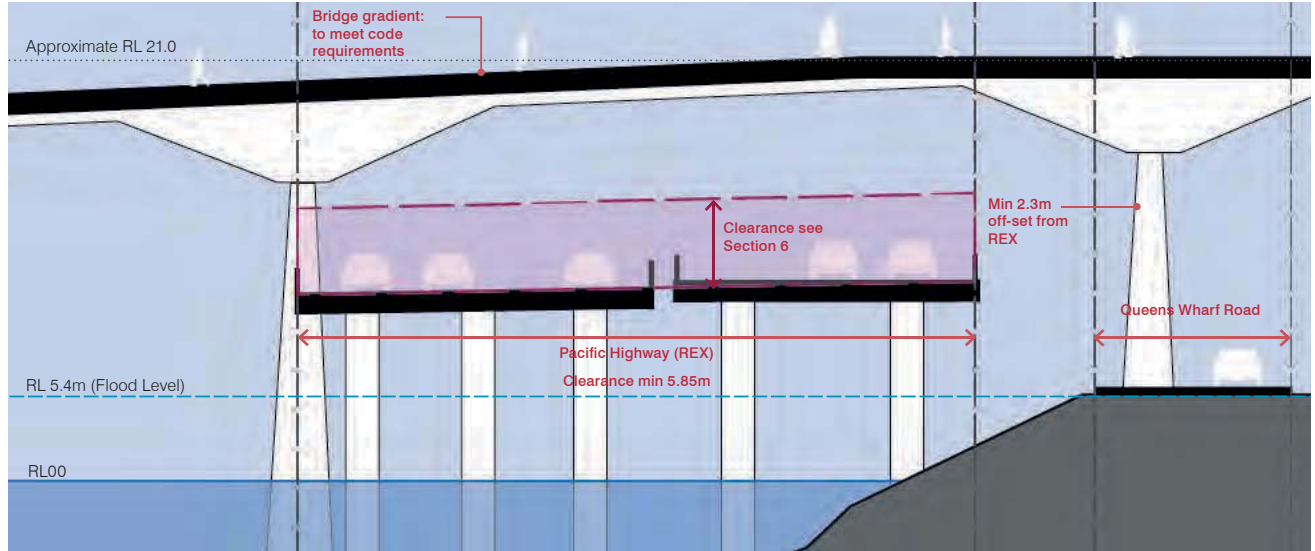 Bridge gradient:
to meet code
requirements
Approximate RL 21.0
Clearance see
Section 6
Min 2.3m
off-set from
REX
Queens Wharf Road
Pacific Highway (REX)
Clearance min 5.85m
RL 5.4m (Flood Level)
RL00